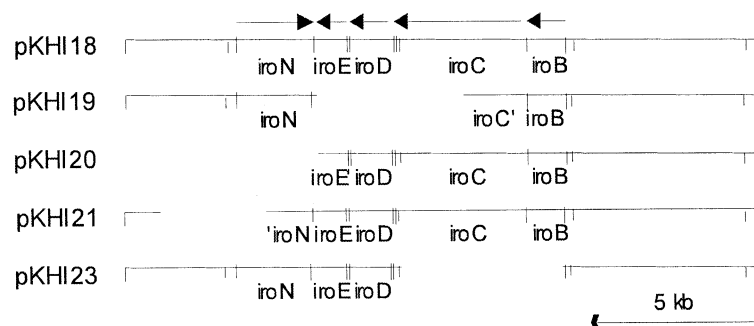 pKHI18
iroN iroE iroD iroC iroB
pKHI19
iroN iroC' iroB
pKHI20
iroE iroD iroC iroB
pKHI21
'iroN iroE iroD iroC iroB
pKHI23
iroN iroE iroD
5 kb